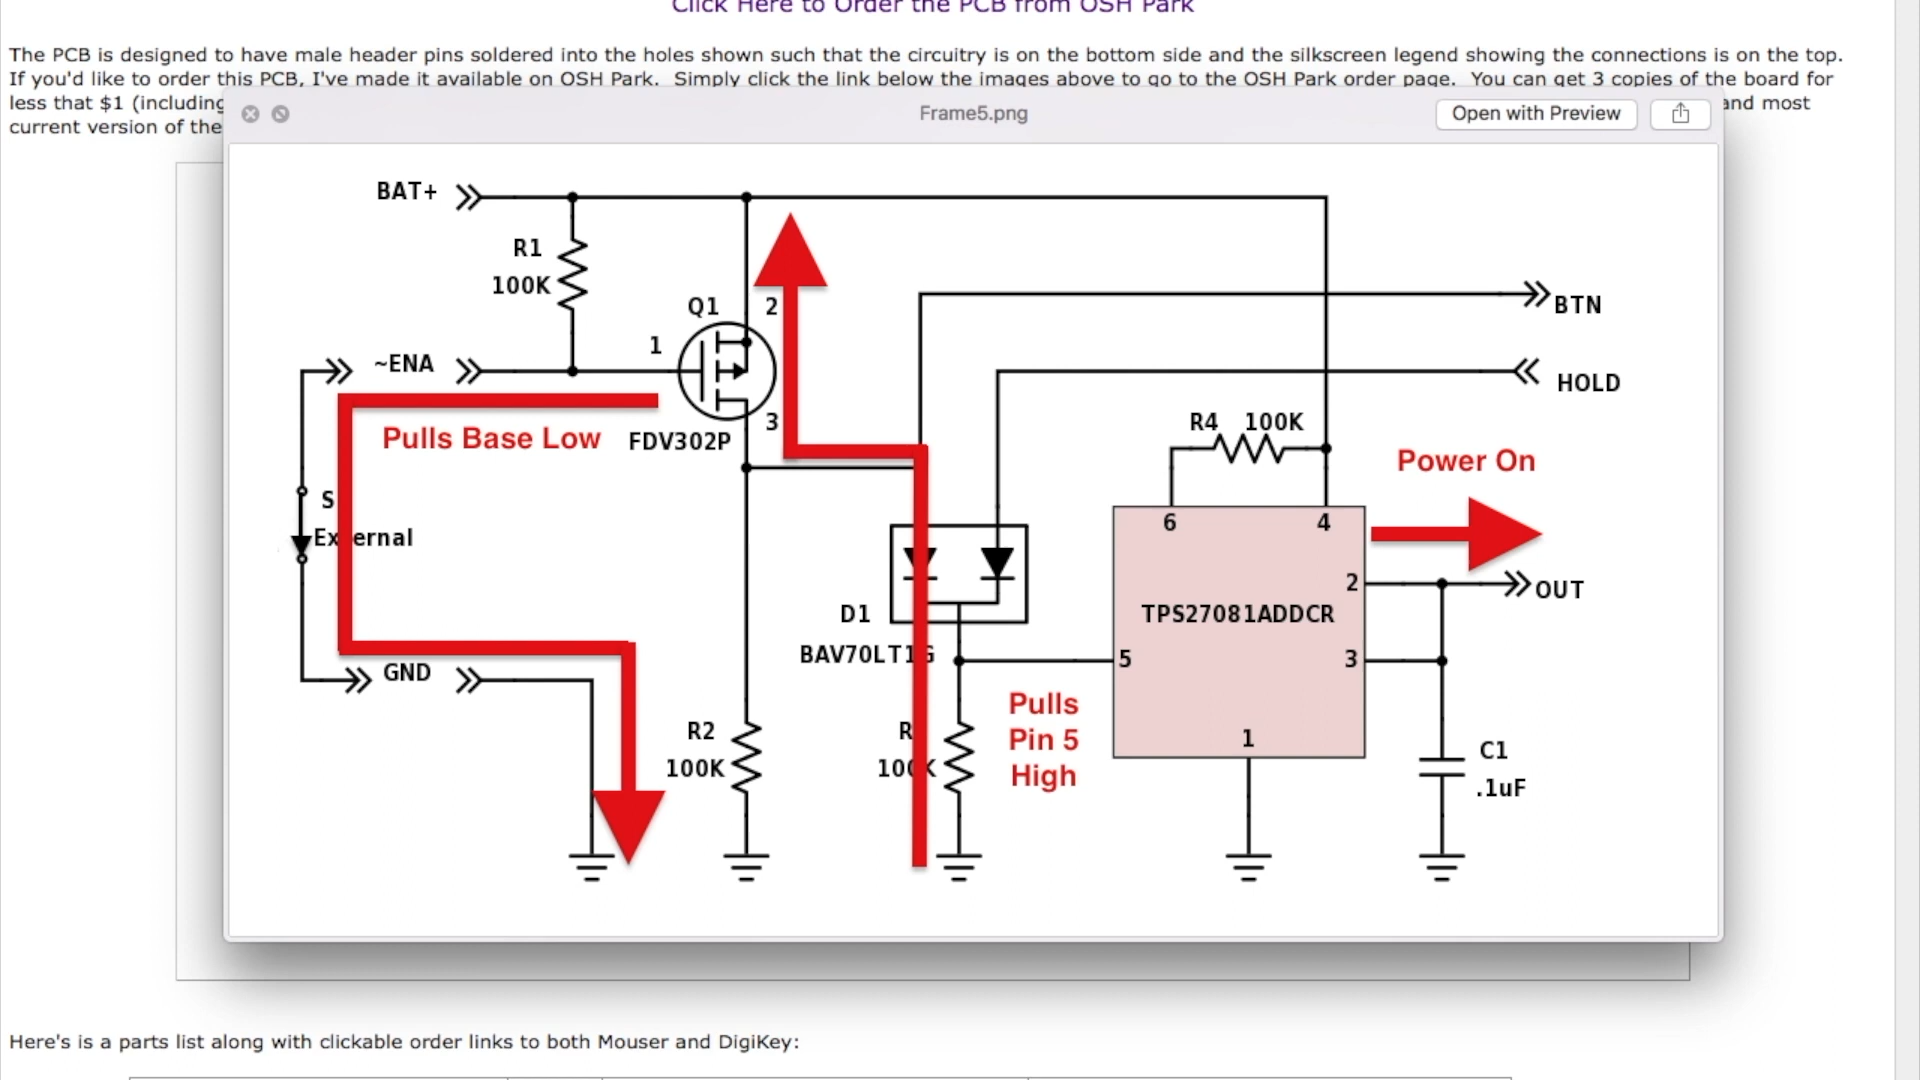 Click Here to Order the PCB from OSH Park
The PCB is designed to have male header pins soldered into the holes shown such that the circuitry is on the bottom side and the silkscreen legend showing the connections is on the top.
If you'd like to order this PCB, I've made it available on OSH Park.  Simply click the link below the images above to go to the OSH Park order page.  You can get 3 copies of the board for
less that $1 (including
and most
current version of the
Frame5.png
Open with Preview
BAT+
R1
100K
Q1
2
BTN
1
~ENA
HOLD
3
R4 100K
Pulls Base Low
FDV302P
Power On
S
6
4
External
2
OUT
D1
TPS27081ADDCR
BAV70LT1G
5
3
GND
Pulls
Pin 5
High
R2
100K
R
100K
1
C1
.1uF
Here's is a parts list along with clickable order links to both Mouser and DigiKey: